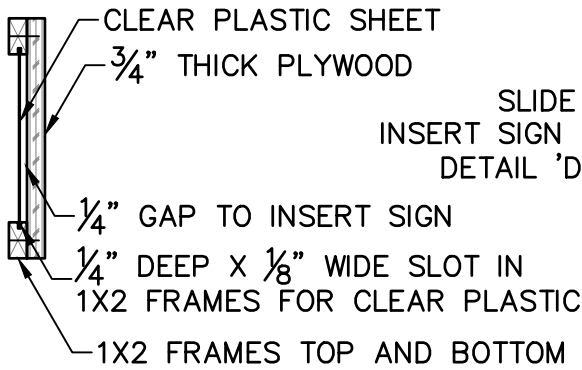 CLEAR PLASTIC SHEET
3/4" THICK PLYWOOD
SLIDE
INSERT SIGN
DETAIL 'D
1/4" GAP TO INSERT SIGN
1/4" DEEP X 1/8" WIDE SLOT IN
1X2 FRAMES FOR CLEAR PLASTIC
1X2 FRAMES TOP AND BOTTOM